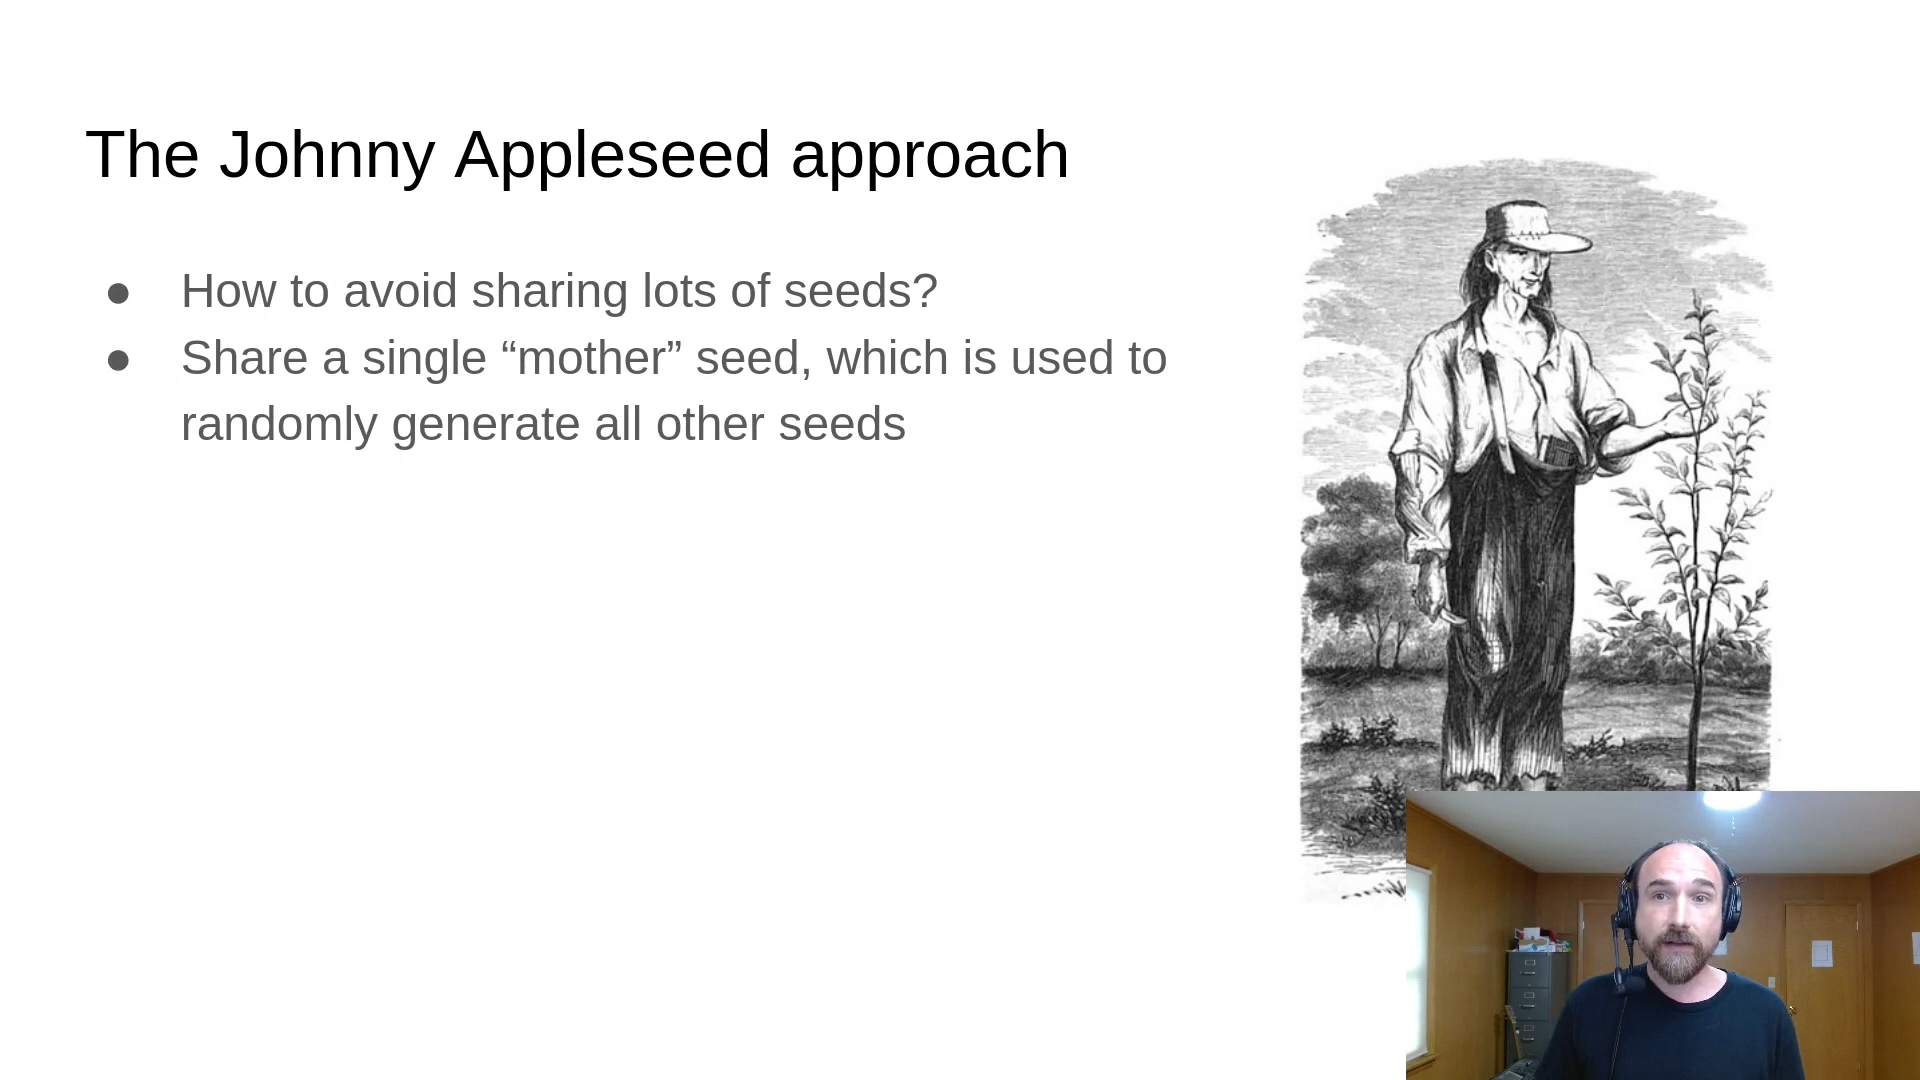 The Johnny Appleseed approach
● How to avoid sharing lots of seeds?
● Share a single “mother” seed, which is used to
randomly generate all other seeds